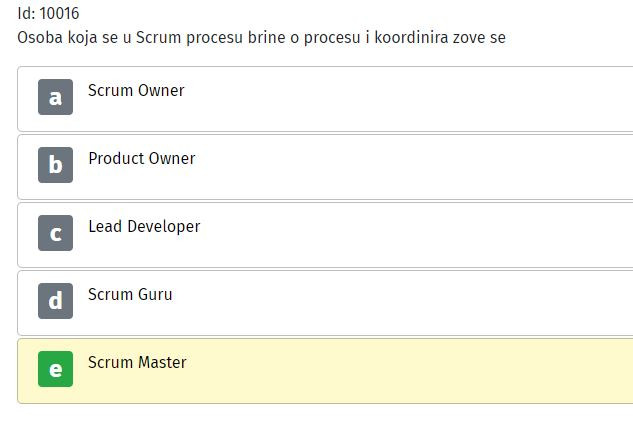 Id: 10016
Osoba koja se u Scrum procesu brine o procesu i koordinira zove se
a Scrum Owner
b Product Owner
c Lead Developer
d Scrum Guru
e Scrum Master